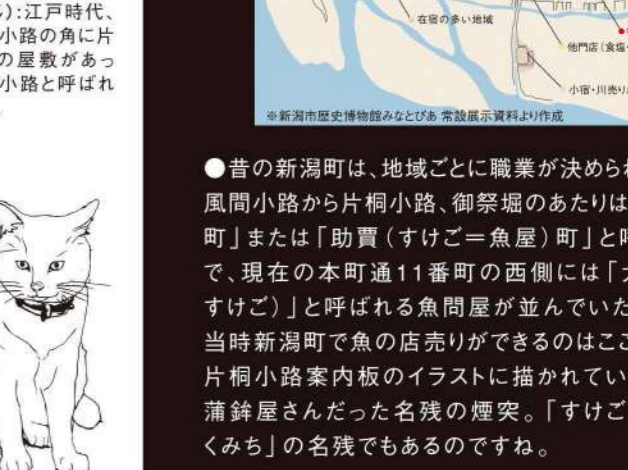 ):江戸時代、
小路の角に片
の屋敷があっ
小路と呼ばれ
在宿の多い地域
他門店(食塩・
小宿・川売り
※新潟市歴史博物館みなとぴあ 常設展示資料より作成
●昔の新潟町は、地域ごとに職業が決められ
風間小路から片桐小路、御祭堀のあたりは
町」または「助買(すけご=魚屋)町」と呼
で、現在の本町通11番町の西側には「
すけご)」と呼ばれる魚問屋が並んでいた
当時新潟町で魚の店売りができるのはここ
片桐小路案内板のイラストに描かれてい
蒲鉾屋さんだった名残の煙突。「すけご
くみち」の名残でもあるのですね。